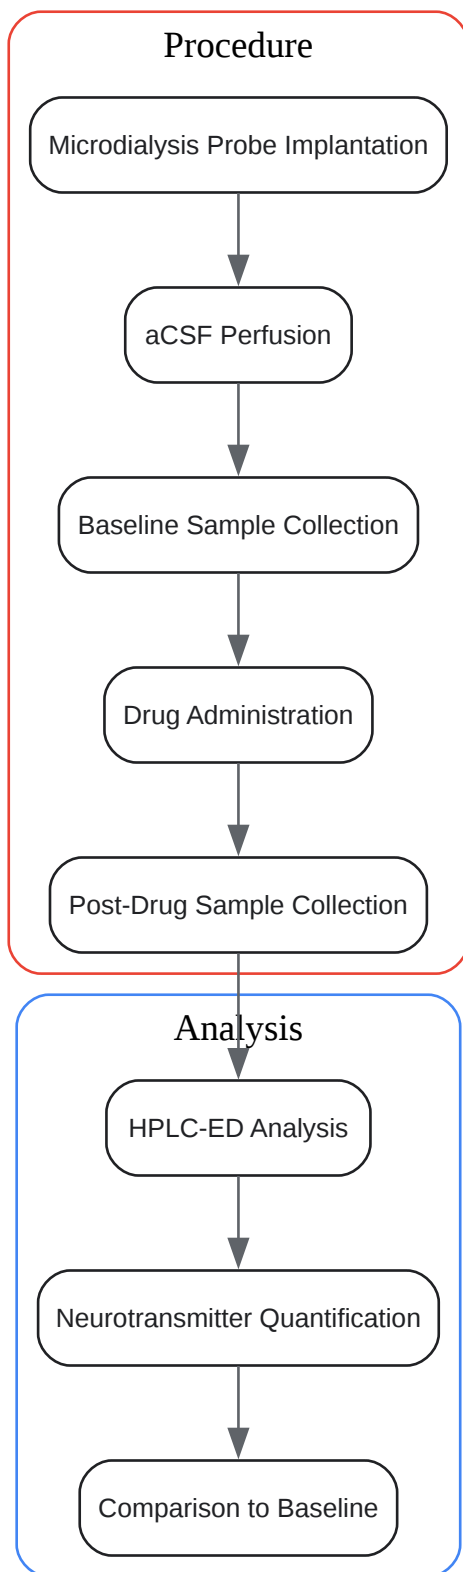 Procedure
Microdialysis Probe Implantation
aCSF Perfusion
Baseline Sample Collection
Drug Administration
Post-Drug Sample Collection
Analysis
HPLC-ED Analysis
Neurotransmitter Quantification
Comparison to Baseline